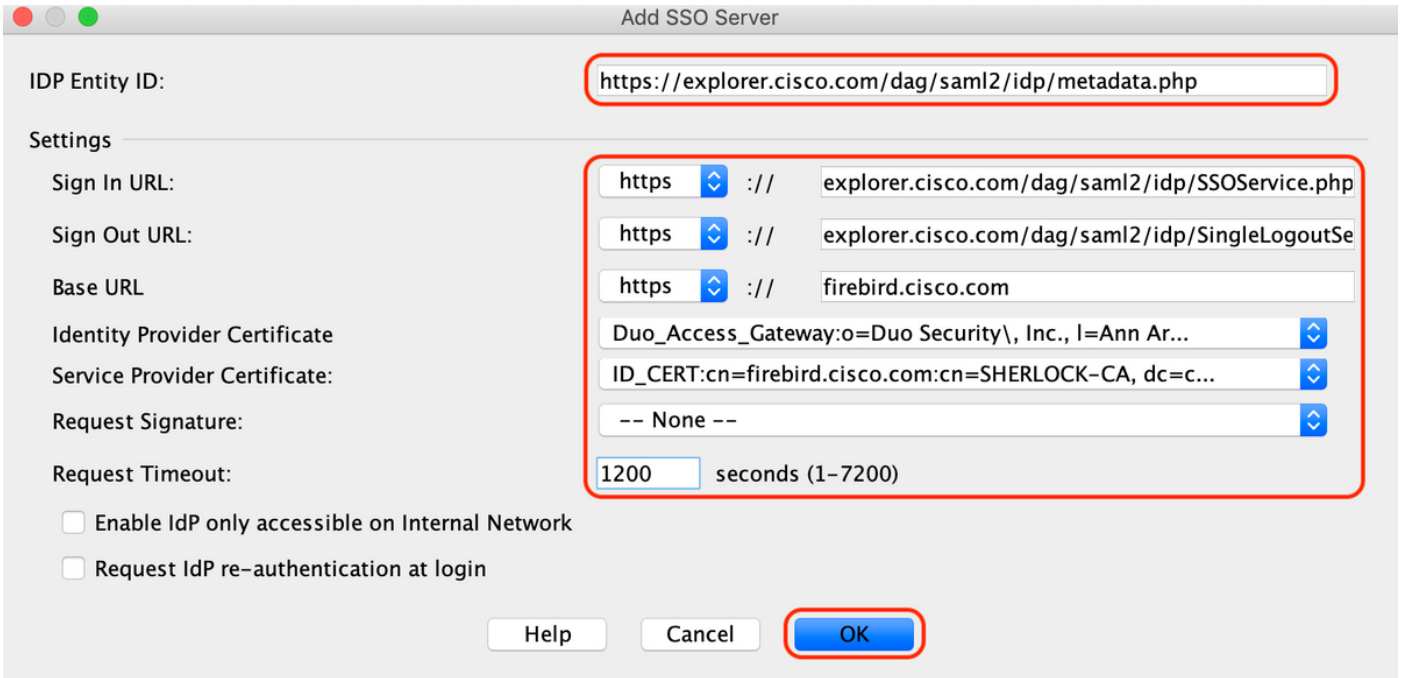 Add SSO Server
IDP Entity ID: https://explorer.cisco.com/dag/saml2/idp/metadata.php
Settings
Sign In URL: https :// explorer.cisco.com/dag/saml2/idp/SSOService.php
Sign Out URL: https :// explorer.cisco.com/dag/saml2/idp/SingleLogoutSe
Base URL https :// firebird.cisco.com
Identity Provider Certificate Duo_Access_Gateway:o=Duo Security\, Inc., l=Ann Ar...
Service Provider Certificate: ID_CERT:cn=firebird.cisco.com:cn=SHERLOCK-CA, dc=c...
Request Signature: -- None --
Request Timeout: 1200 seconds (1-7200)
Enable IdP only accessible on Internal Network
Request IdP re-authentication at login
Help Cancel OK